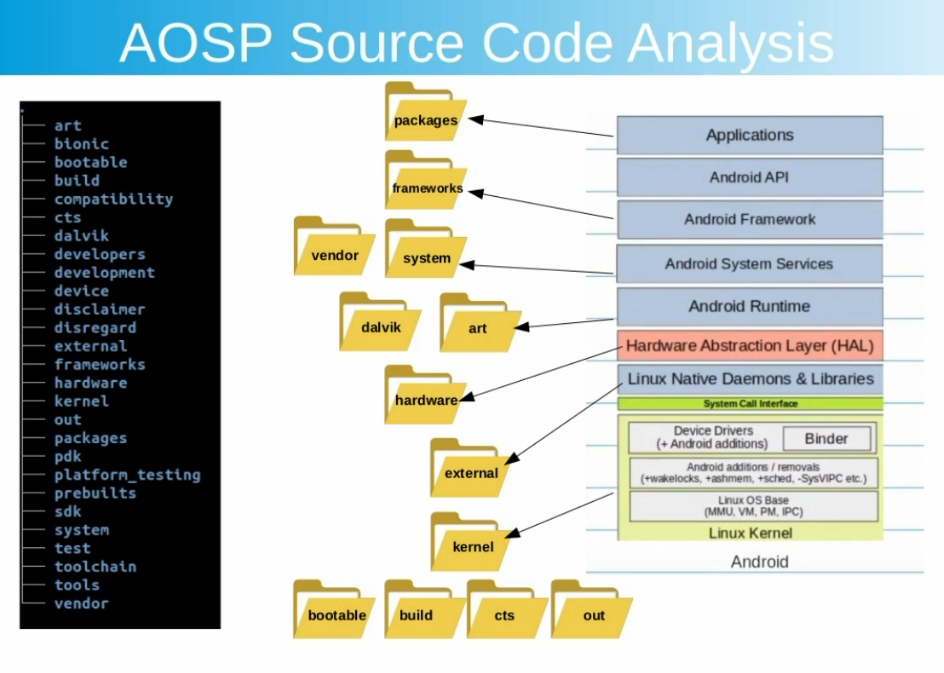 AOSP Source Code Analysis
.
art
bionic
bootable
build
compatibility
cts
dalvik
developers
development
device
disclaimer
disregard
external
frameworks
hardware
kernel
out
packages
pdk
platform_testing
prebuilts
sdk
system
test
toolchain
tools
vendor
packages
frameworks
vendor
system
dalvik
art
hardware
external
kernel
bootable
build
cts
out
Applications
Android API
Android Framework
Android System Services
Android Runtime
Hardware Abstraction Layer (HAL)
Linux Native Daemons & Libraries
System Call Interface
Device Drivers
(+ Android additions)
Binder
Android additions / removals
(+wakelocks, +ashmem, +sched, -SysVIPC etc.)
Linux OS Base
(MMU, VM, PM, IPC)
Linux Kernel
Android